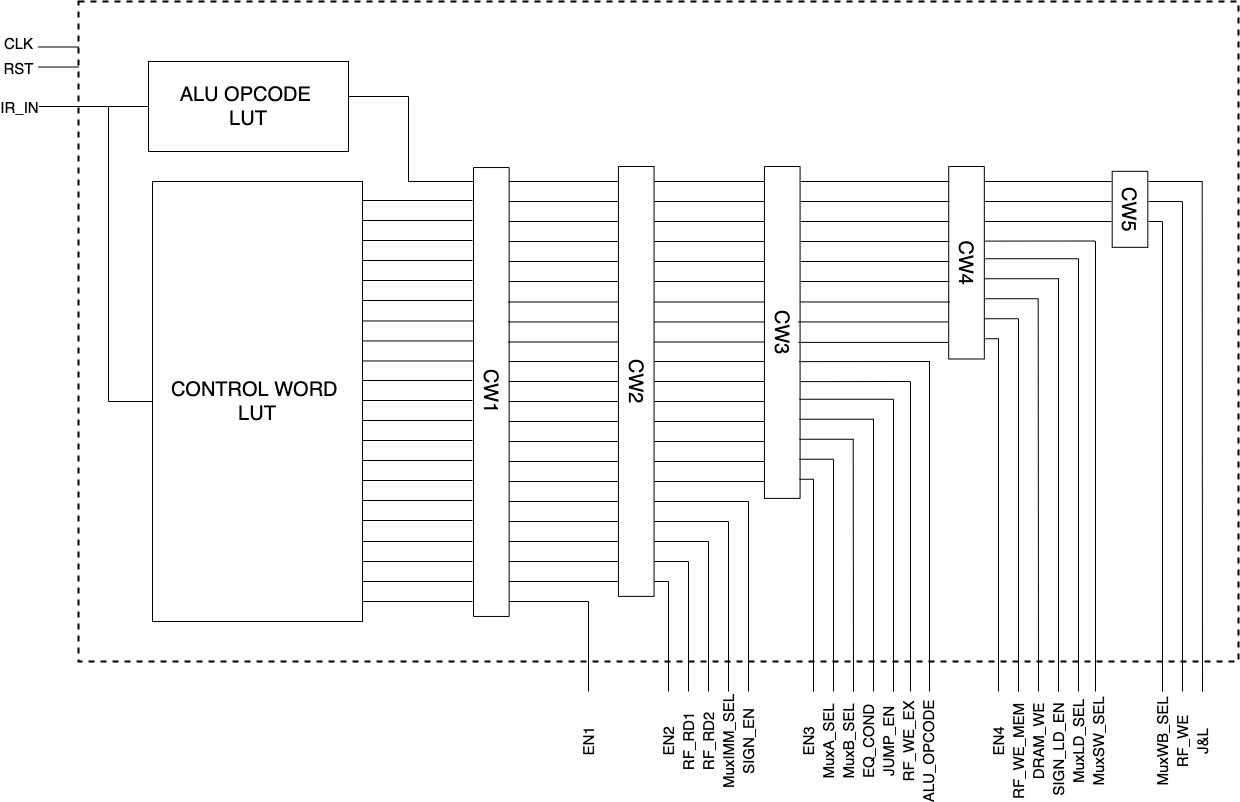 CLK
RST
IR_IN
ALU OPCODE
LUT
CONTROL WORD
LUT
CW1
CW2
CW3
CW4
CW5
EN1
EN2
RF_RD1
RF_RD2
MuxIMM_SEL
SIGN_EN
EN3
MuxA_SEL
MuxB_SEL
EQ_COND
JUMP_EN
RF_WE_EX
ALU_OPCODE
EN4
RF_WE_MEM
DRAM_WE
SIGN_LD_EN
MuxLD_SEL
MuxSW_SEL
MuxWB_SEL
RF_WE
J&L